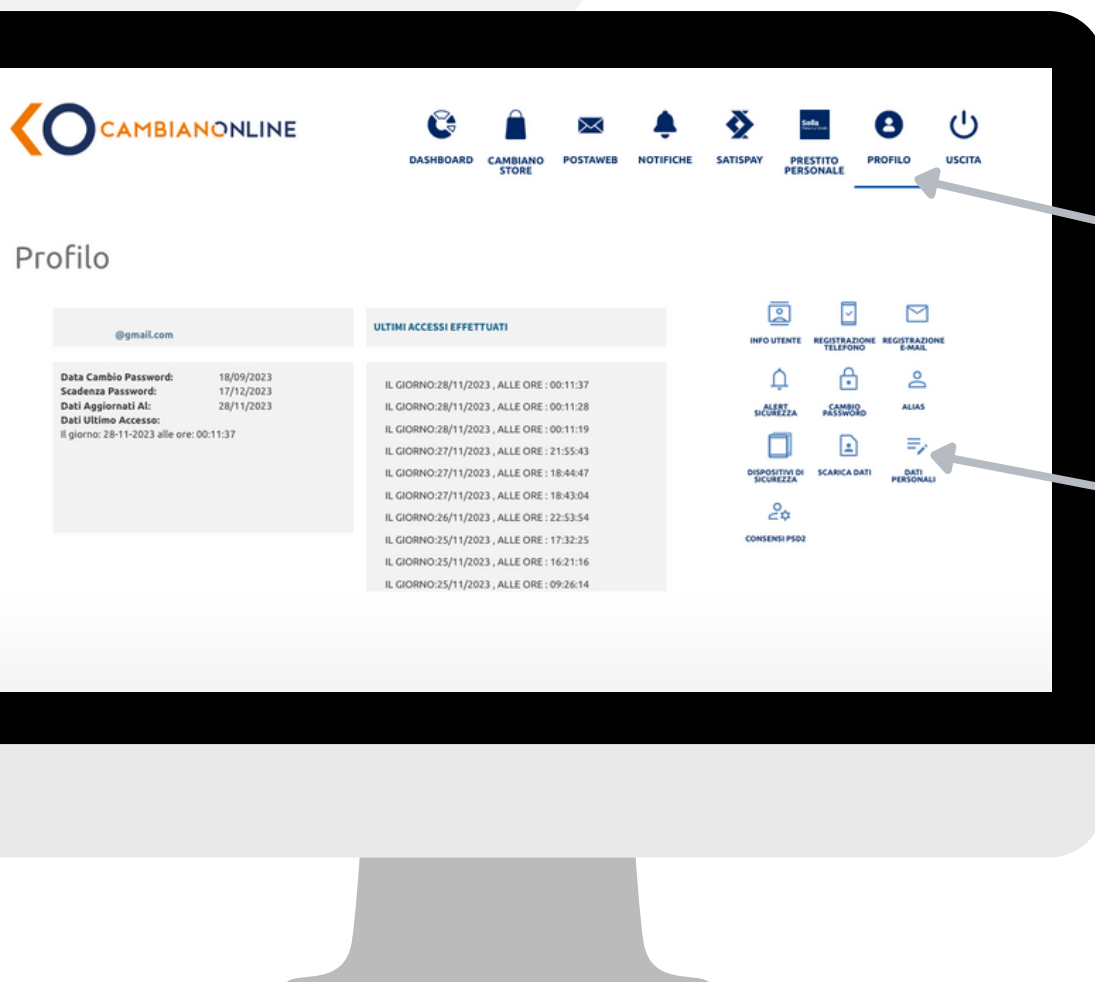 CAMBIANONLINE
DASHBOARD
CAMBIANO
STORE
POSTAWEB
NOTIFICHE
SATISPAY
Sella
PRESTITO
PERSONALE
PROFILO
USCITA
Profilo
@gmail.com
Data Cambio Password: 18/09/2023
Scadenza Password: 17/12/2023
Dati Aggiornati Al: 28/11/2023
Dati Ultimo Accesso:
Il giorno: 28-11-2023 alle ore: 00:11:37
ULTIMI ACCESSI EFFETTUATI
IL GIORNO:28/11/2023 , ALLE ORE : 00:11:37
IL GIORNO:28/11/2023 , ALLE ORE : 00:11:28
IL GIORNO:28/11/2023 , ALLE ORE : 00:11:19
IL GIORNO:27/11/2023 , ALLE ORE : 21:55:43
IL GIORNO:27/11/2023 , ALLE ORE : 18:44:47
IL GIORNO:27/11/2023 , ALLE ORE : 18:43:04
IL GIORNO:26/11/2023 , ALLE ORE : 22:53:54
IL GIORNO:25/11/2023 , ALLE ORE : 17:32:25
IL GIORNO:25/11/2023 , ALLE ORE : 16:21:16
IL GIORNO:25/11/2023 , ALLE ORE : 09:26:14
INFO UTENTE
REGISTRAZIONE
TELEFONO
REGISTRAZIONE
E-MAIL
ALERT
SICUREZZA
CAMBIO
PASSWORD
ALIAS
DISPOSITIVI DI
SICUREZZA
SCARICA DATI
DATI
PERSONALI
CONSENSI PSD2